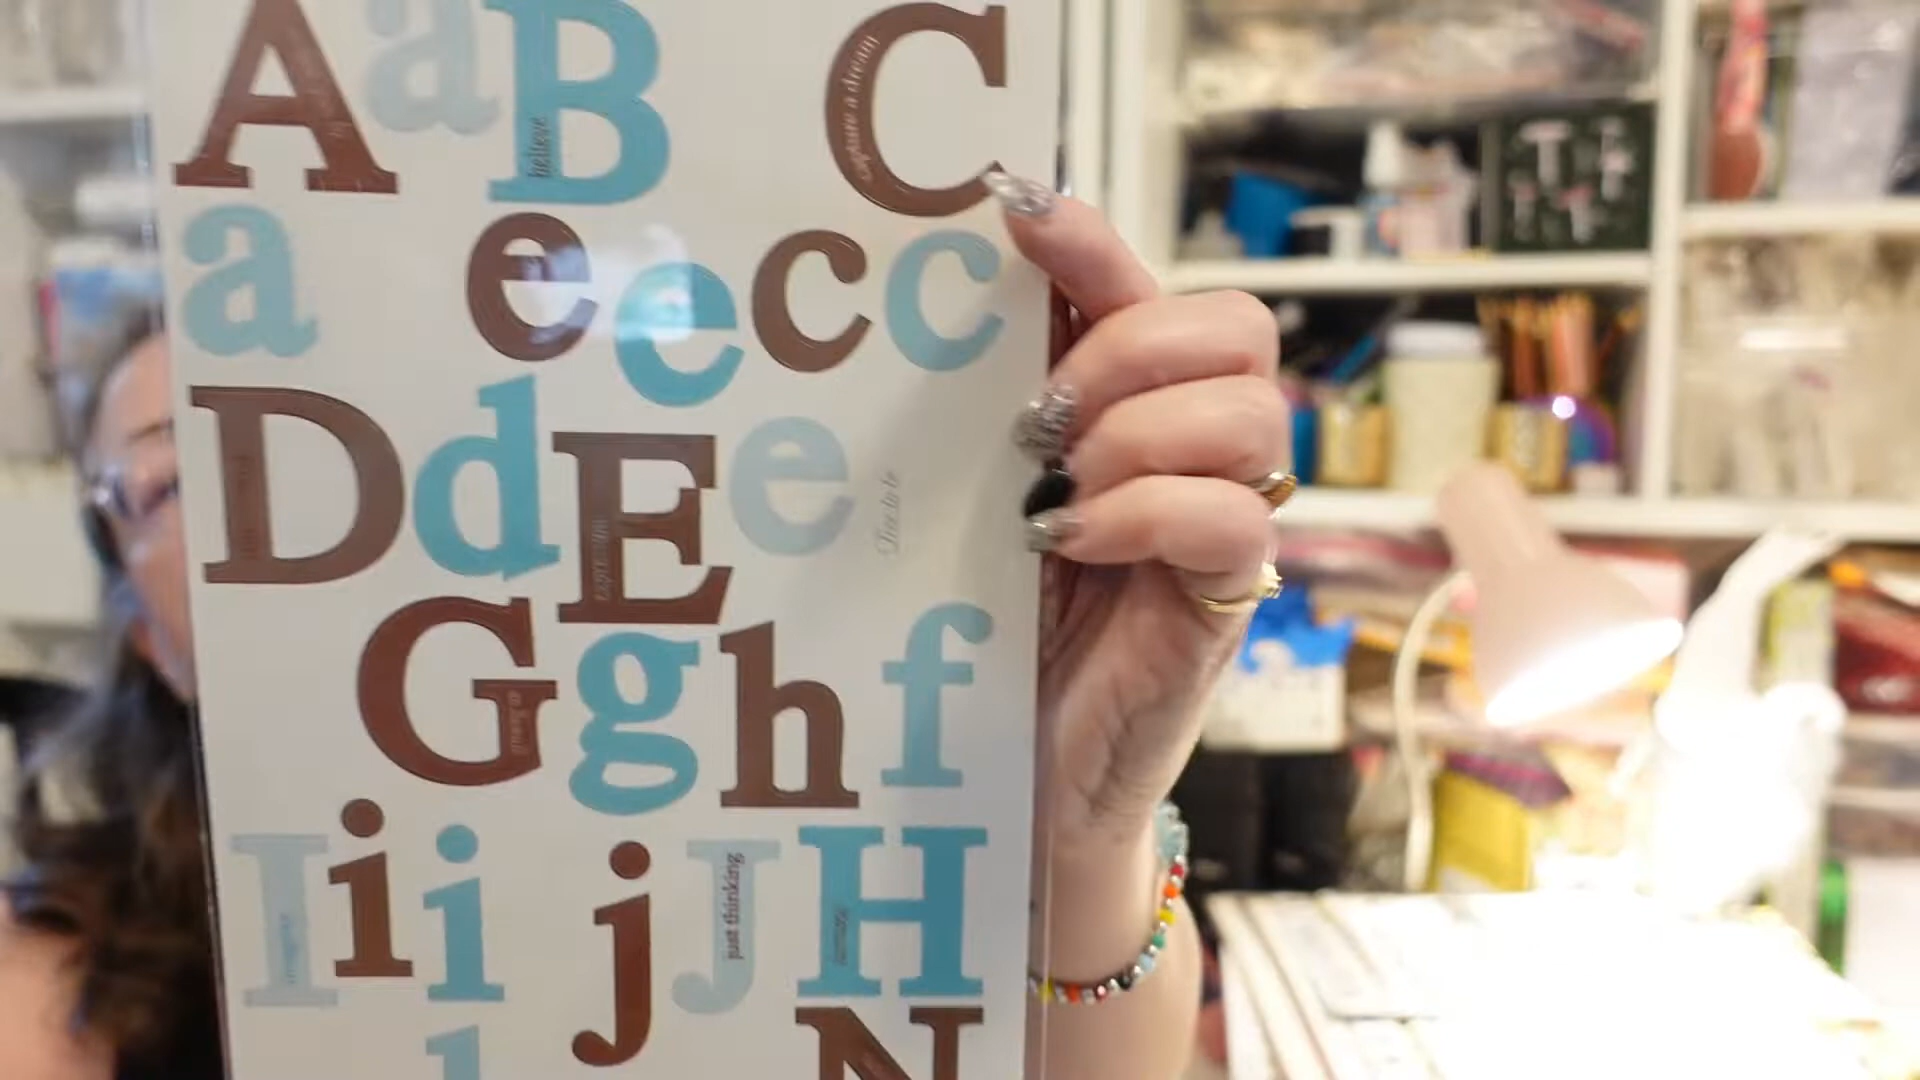 A a B C
believe
capture a dream
a e e c c
D d E e
G g h f
I i i j J H
just thinking
N